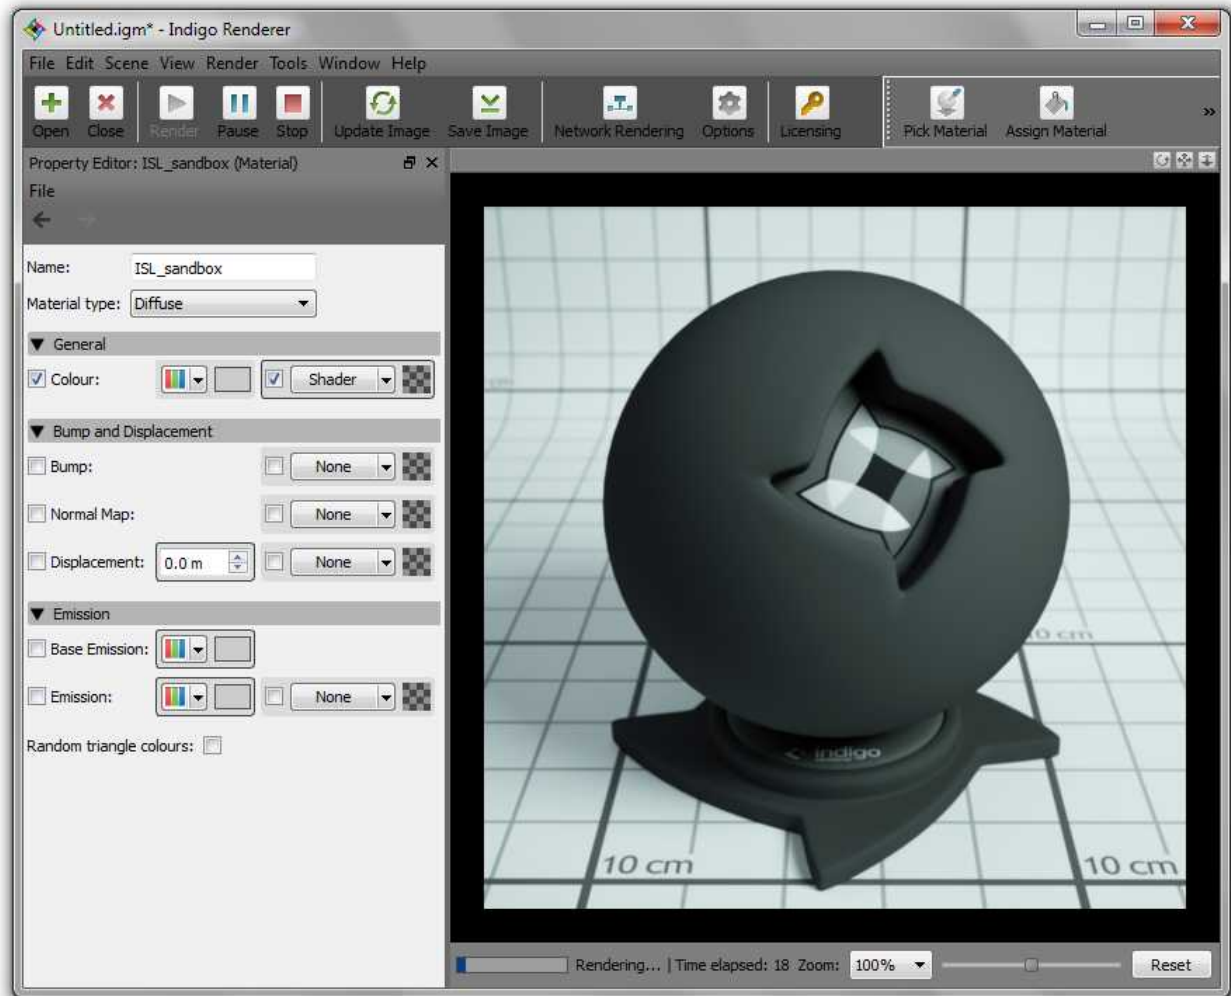 Untitled.igm* - Indigo Renderer
File Edit Scene View Render Tools Window Help
Open Close Render Pause Stop Update Image Save Image Network Rendering Options Licensing Pick Material Assign Material »
Property Editor: ISL_sandbox (Material)
File
Name: ISL_sandbox
Material type: Diffuse
General
Colour: Shader
Bump and Displacement
Bump: None
Normal Map: None
Displacement: 0.0 m None
Emission
Base Emission:
Emission: None
Random triangle colours:
cm
10 cm
indigo
10 cm
10 cm
Rendering... | Time elapsed: 18 Zoom: 100% Reset